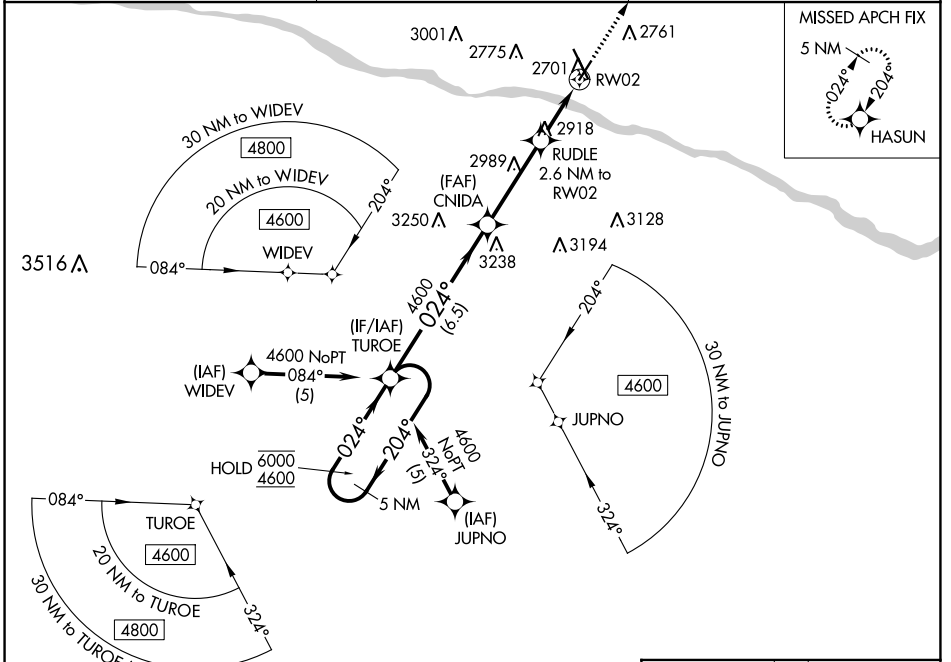 MISSED APCH FIX
5 NM
024°
204°
HASUN
3001
2775
2761
2701
RW02
2918
2989
RUDLE
2.6 NM to
RW02
(FAF)
CNIDA
3250
3238
3128
3194
3516
30 NM to WIDEV
4800
20 NM to WIDEV
4600
WIDEV
084°
204°
4600
024°
(6.5)
(IF/IAF)
TUROE
(IAF)
WIDEV
4600 NoPT
084°
(5)
024°
204°
HOLD
6000
4600
5 NM
4600
NoPT
324°
(5)
(IAF)
JUPNO
204°
30 NM to JUPNO
4600
JUPNO
324°
084°
TUROE
4600
20 NM to TUROE
324°
4800
30 NM to TUROE